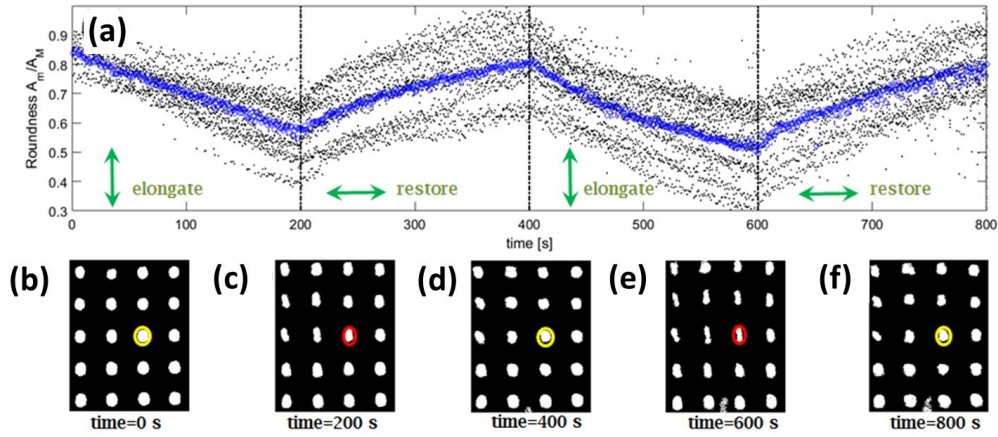 (a)
Roundness A_m/A_M
0.9
0.8
0.7
0.6
0.5
0.4
0.3
elongate
restore
elongate
restore
0 100 200 300 400 500 600 700 800
time [s]
(b) (c) (d) (e) (f)
time=0 s time=200 s time=400 s time=600 s time=800 s